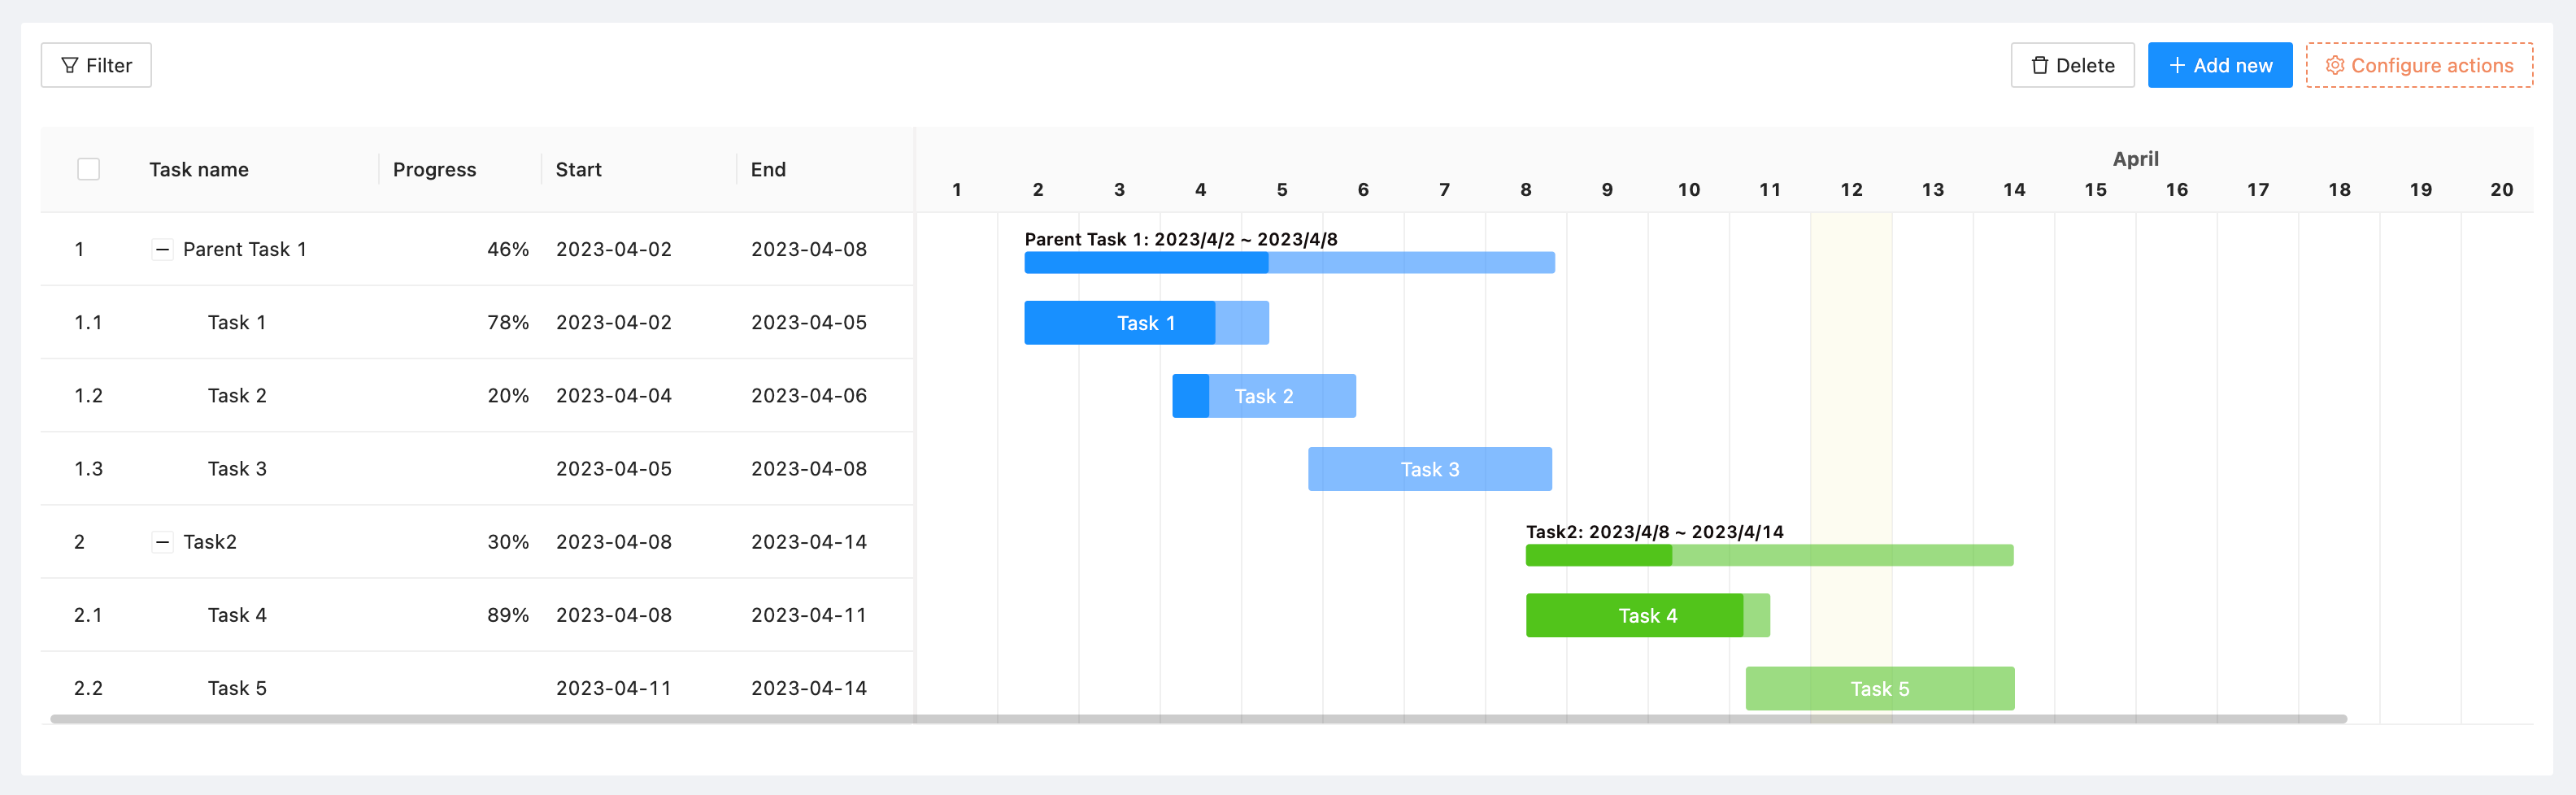 Filter
Delete
Add new
Configure actions
Task name Progress Start End
April
1 2 3 4 5 6 7 8 9 10 11 12 13 14 15 16 17 18 19 20
1 Parent Task 1 46% 2023-04-02 2023-04-08
Parent Task 1: 2023/4/2 ~ 2023/4/8
1.1 Task 1 78% 2023-04-02 2023-04-05
Task 1
1.2 Task 2 20% 2023-04-04 2023-04-06
Task 2
1.3 Task 3 2023-04-05 2023-04-08
Task 3
2 Task2 30% 2023-04-08 2023-04-14
Task2: 2023/4/8 ~ 2023/4/14
2.1 Task 4 89% 2023-04-08 2023-04-11
Task 4
2.2 Task 5 2023-04-11 2023-04-14
Task 5